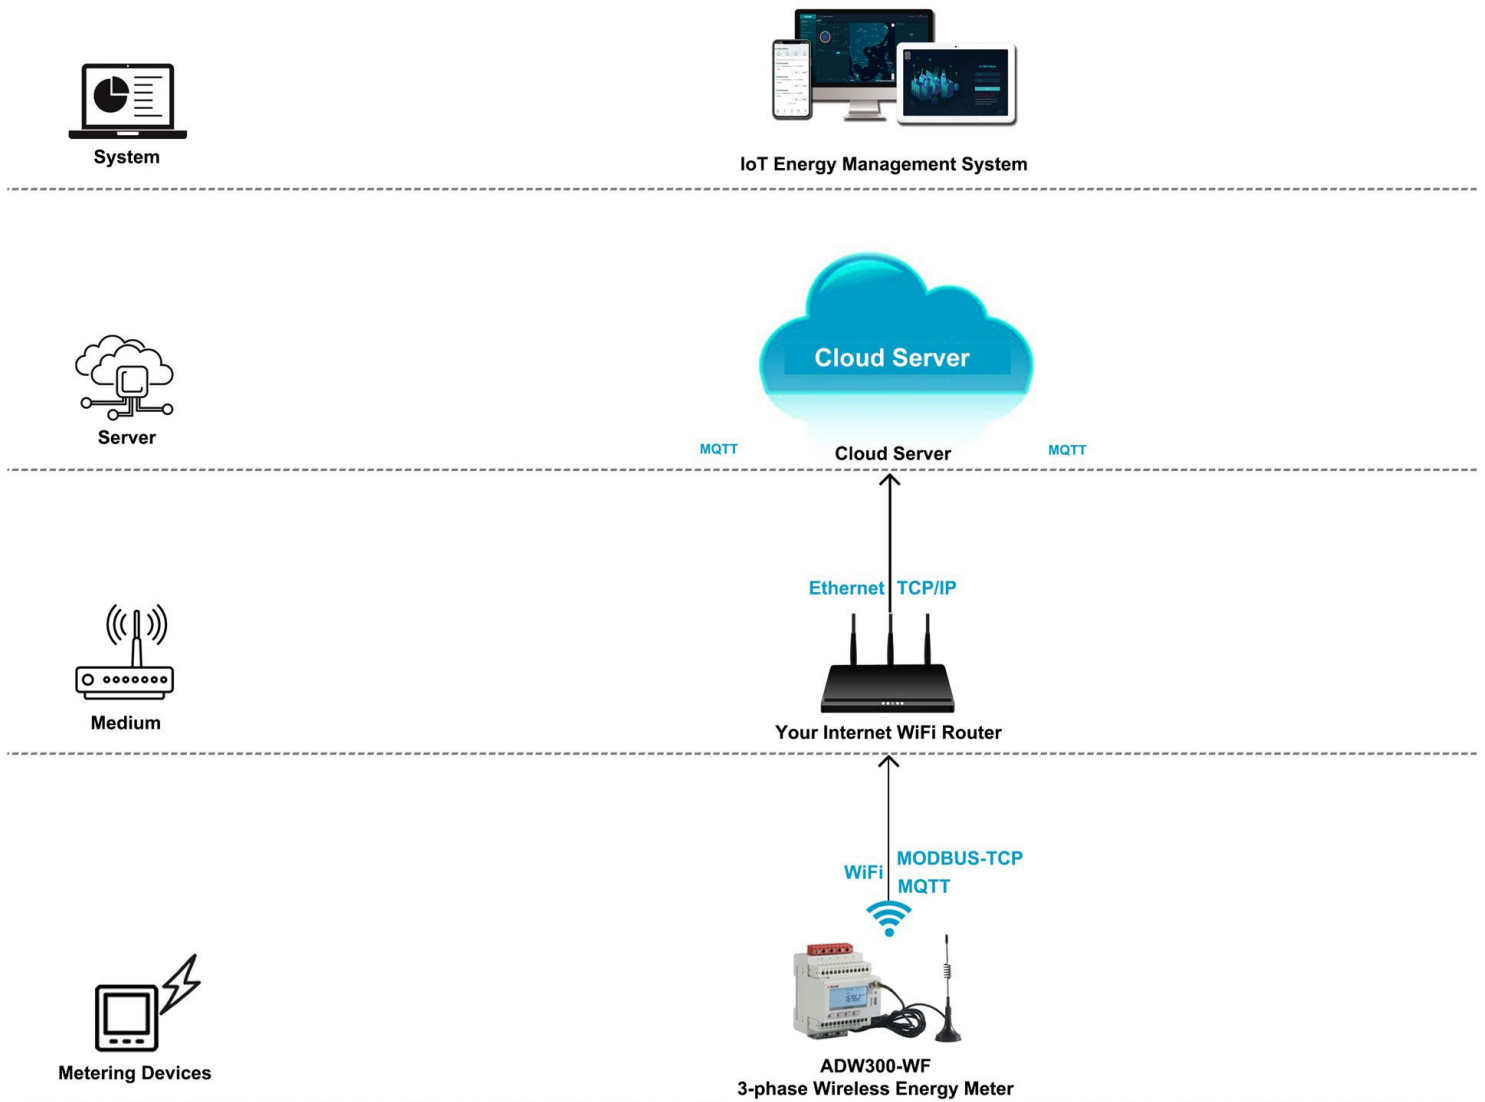 System
IoT Energy Management System
Cloud Server
Server
MQTT
Cloud Server
MQTT
Ethernet TCP/IP
Medium
Your Internet WiFi Router
WiFi
MODBUS-TCP
MQTT
Metering Devices
ADW300-WF
3-phase Wireless Energy Meter